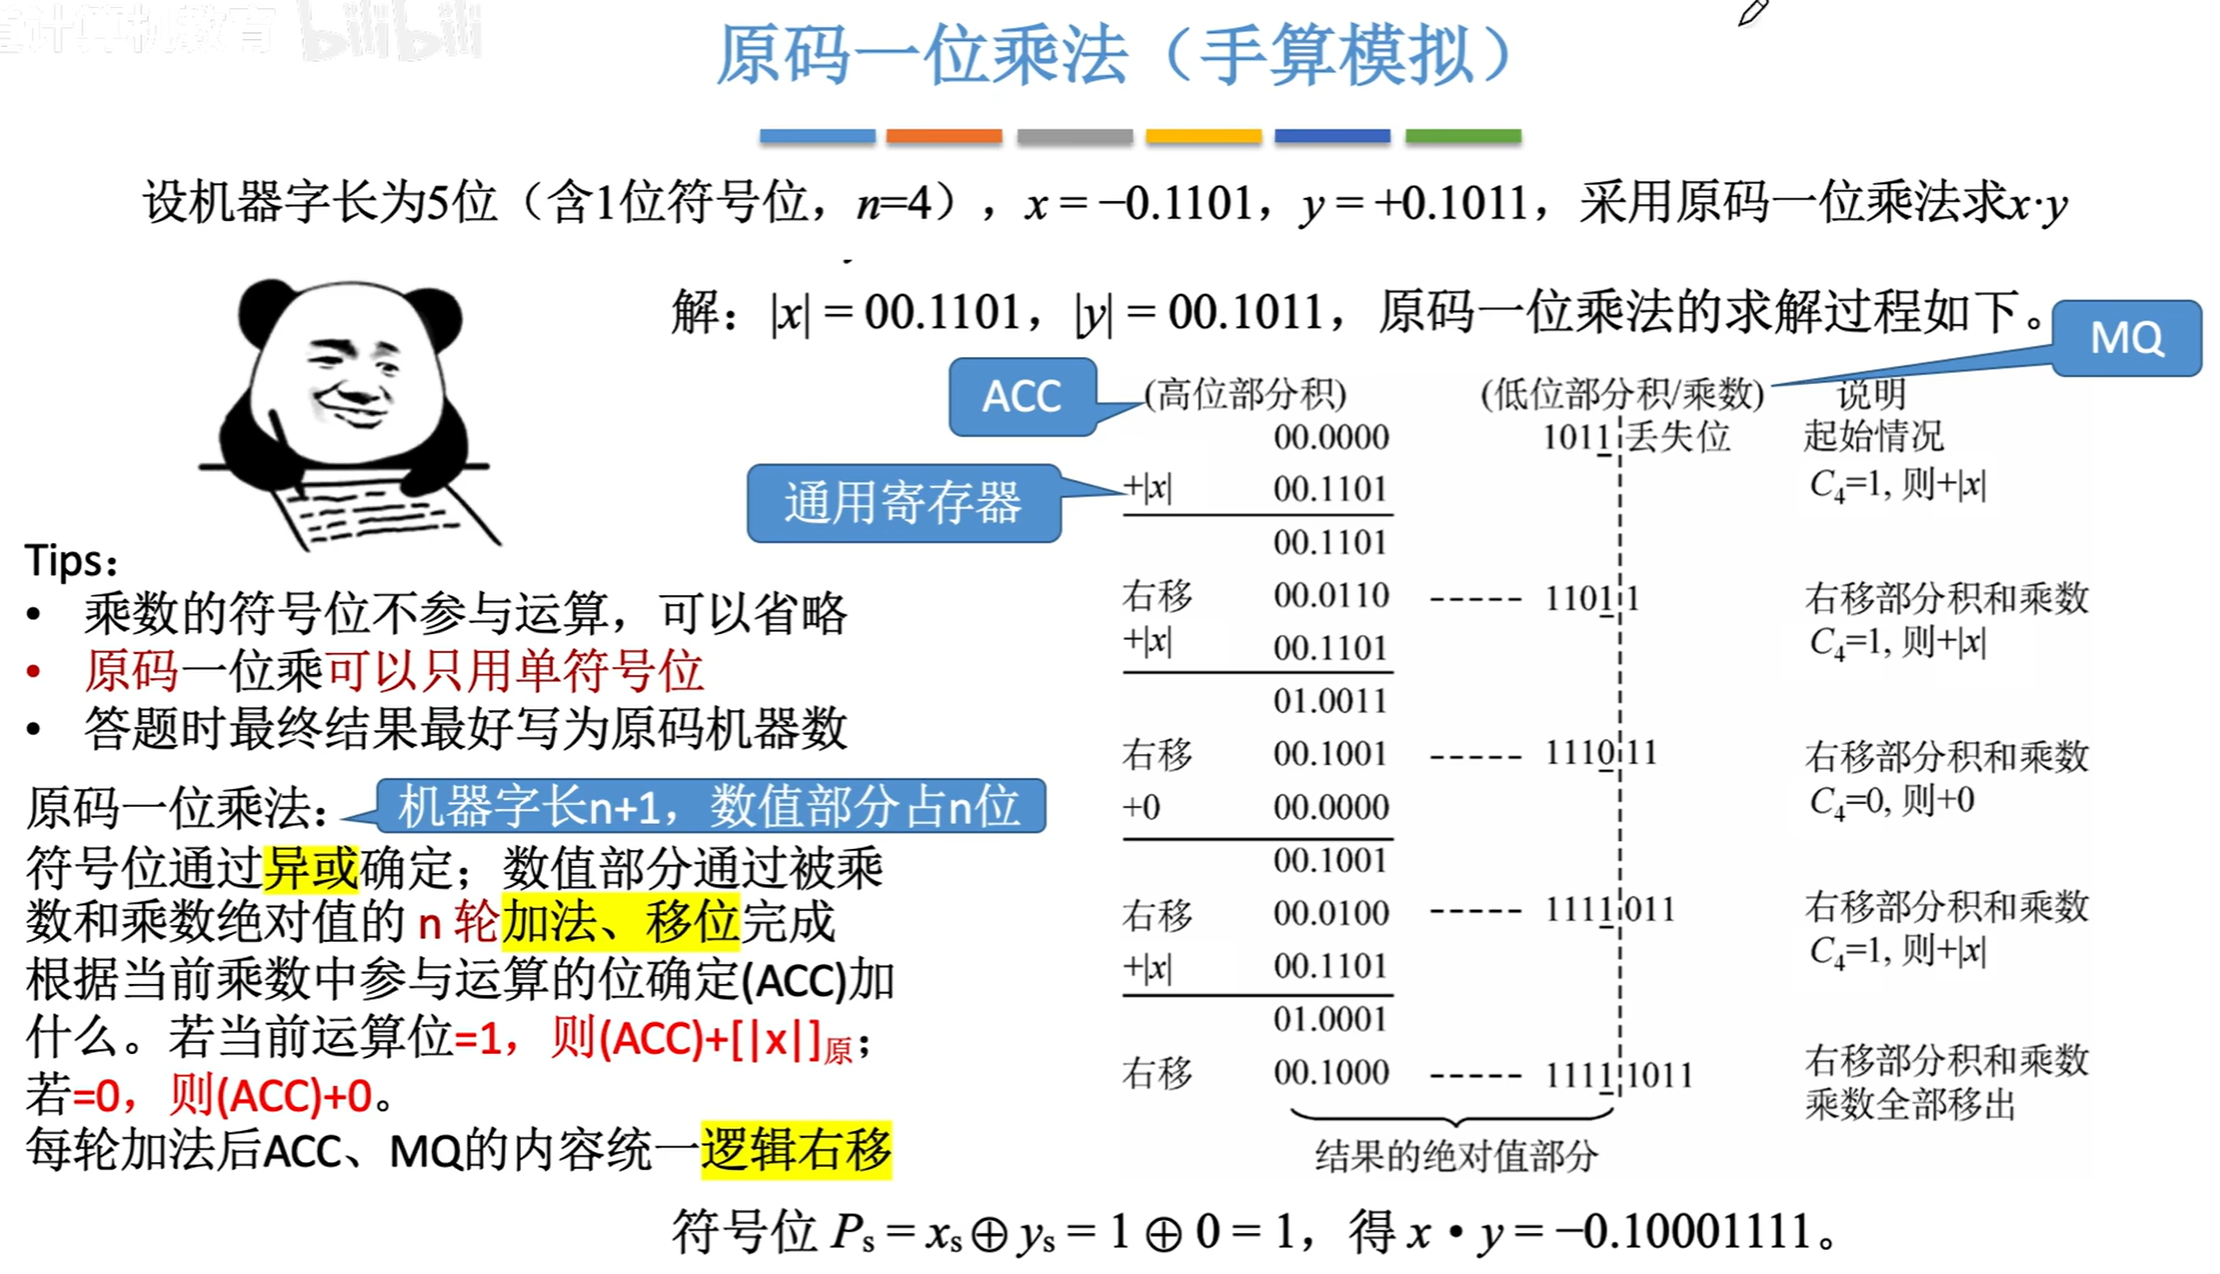 计算机教育 bilibili
原码一位乘法（手算模拟）
设机器字长为5位（含1位符号位，n=4），x = −0.1101，y = +0.1011，采用原码一位乘法求x·y
解：|x| = 00.1101，|y| = 00.1011，原码一位乘法的求解过程如下。
MQ
ACC
(高位部分积) (低位部分积/乘数) 说明
00.0000 1011 丢失位 起始情况
通用寄存器
+|x| 00.1101 C₄=1, 则+|x|
00.1101
右移 00.0110 ----- 1101 1 右移部分积和乘数
+|x| 00.1101 C₄=1, 则+|x|
01.0011
右移 00.1001 ----- 1110 11 右移部分积和乘数
+0 00.0000 C₄=0, 则+0
00.1001
右移 00.0100 ----- 1111 011 右移部分积和乘数
+|x| 00.1101 C₄=1, 则+|x|
01.0001
右移 00.1000 ----- 1111 1011 右移部分积和乘数
乘数全部移出
结果的绝对值部分
Tips：
• 乘数的符号位不参与运算，可以省略
• 原码一位乘可以只用单符号位
• 答题时最终结果最好写为原码机器数
原码一位乘法：
机器字长n+1，数值部分占n位
符号位通过异或确定；数值部分通过被乘
数和乘数绝对值的 n 轮加法、移位完成
根据当前乘数中参与运算的位确定(ACC)加
什么。若当前运算位=1，则(ACC)+[|x|]原；
若=0，则(ACC)+0。
每轮加法后ACC、MQ的内容统一逻辑右移
符号位 Pₛ = xₛ ⊕ yₛ = 1 ⊕ 0 = 1，得 x • y = −0.10001111。